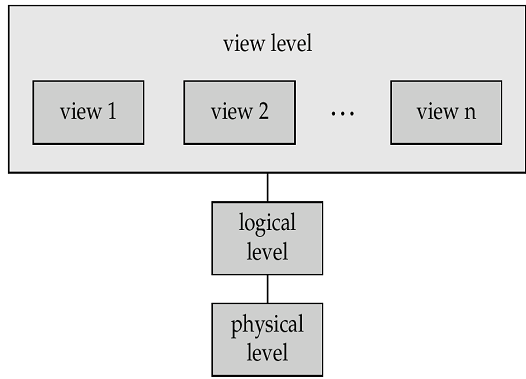 view level
view 1
view 2
...
view n
logical
level
physical
level